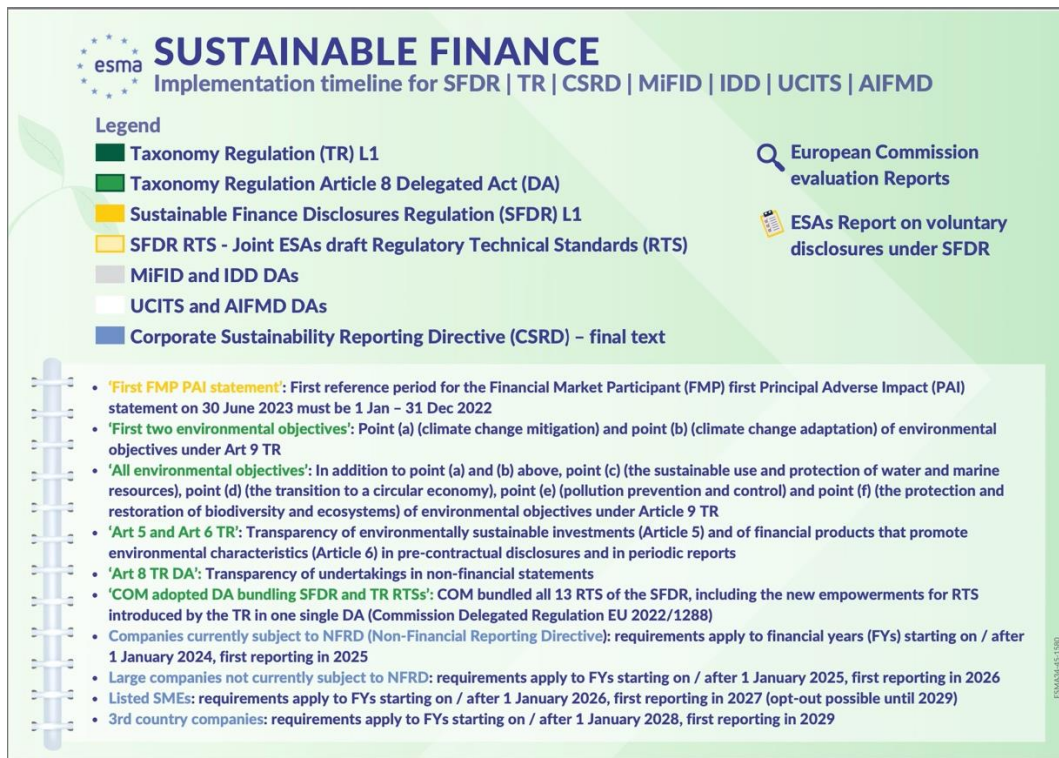 esma
SUSTAINABLE FINANCE
Implementation timeline for SFDR | TR | CSRD | MiFID | IDD | UCITS | AIFMD
Legend
Taxonomy Regulation (TR) L1
Taxonomy Regulation Article 8 Delegated Act (DA)
Sustainable Finance Disclosures Regulation (SFDR) L1
SFDR RTS - Joint ESAs draft Regulatory Technical Standards (RTS)
MiFID and IDD DAs
UCITS and AIFMD DAs
Corporate Sustainability Reporting Directive (CSRD) – final text
European Commission
evaluation Reports
ESAs Report on voluntary
disclosures under SFDR
• 'First FMP PAI statement': First reference period for the Financial Market Participant (FMP) first Principal Adverse Impact (PAI)
statement on 30 June 2023 must be 1 Jan – 31 Dec 2022
• 'First two environmental objectives': Point (a) (climate change mitigation) and point (b) (climate change adaptation) of environmental
objectives under Art 9 TR
• 'All environmental objectives': In addition to point (a) and (b) above, point (c) (the sustainable use and protection of water and marine
resources), point (d) (the transition to a circular economy), point (e) (pollution prevention and control) and point (f) (the protection and
restoration of biodiversity and ecosystems) of environmental objectives under Article 9 TR
• 'Art 5 and Art 6 TR': Transparency of environmentally sustainable investments (Article 5) and of financial products that promote
environmental characteristics (Article 6) in pre-contractual disclosures and in periodic reports
• 'Art 8 TR DA': Transparency of undertakings in non-financial statements
• 'COM adopted DA bundling SFDR and TR RTSs': COM bundled all 13 RTS of the SFDR, including the new empowerments for RTS
introduced by the TR in one single DA (Commission Delegated Regulation EU 2022/1288)
• Companies currently subject to NFRD (Non-Financial Reporting Directive): requirements apply to financial years (FYs) starting on / after
1 January 2024, first reporting in 2025
• Large companies not currently subject to NFRD: requirements apply to FYs starting on / after 1 January 2025, first reporting in 2026
• Listed SMEs: requirements apply to FYs starting on / after 1 January 2026, first reporting in 2027 (opt-out possible until 2029)
• 3rd country companies: requirements apply to FYs starting on / after 1 January 2028, first reporting in 2029
ESMA34-45-1580